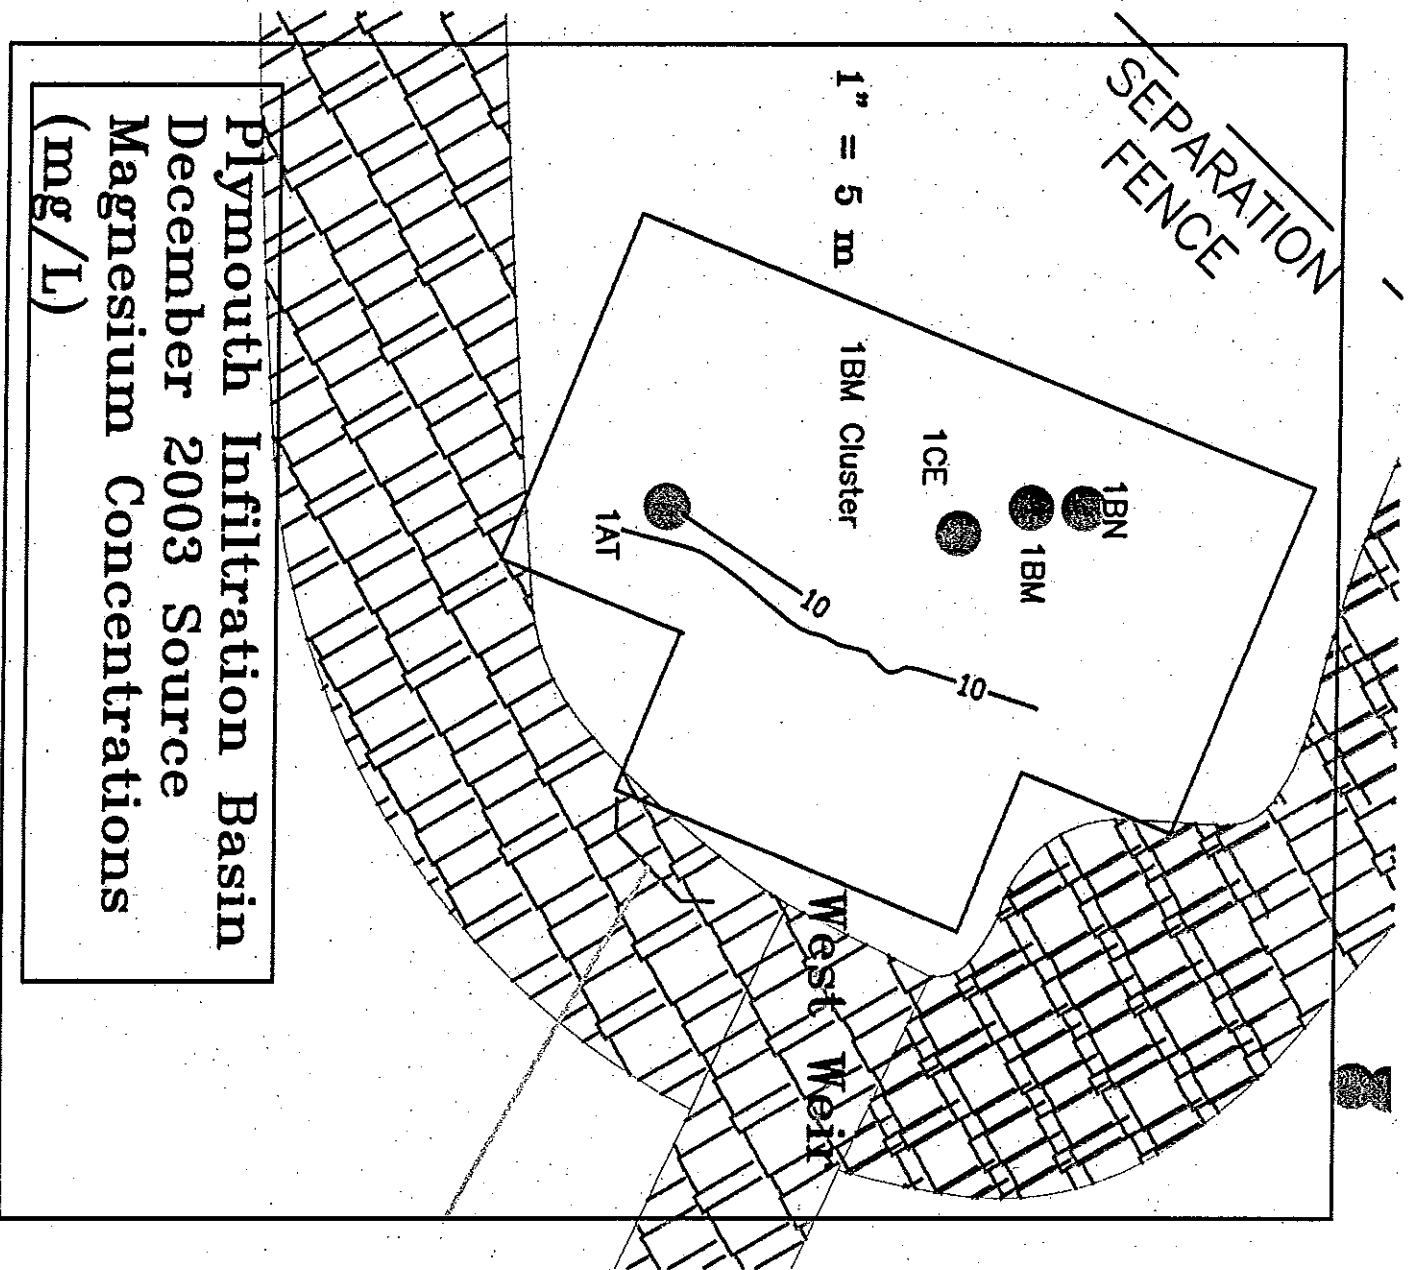 SEPARATION
FENCE
1" = 5 m
1BN
1BM
1CE
1BM Cluster
10
10
1AT
West Weir
Plymouth Infiltration Basin
December 2003 Source
Magnesium Concentrations
(mg/L)